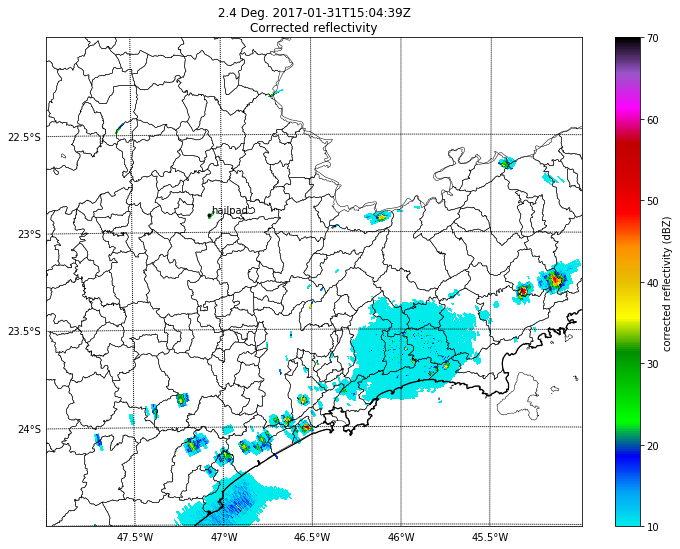 2.4 Deg. 2017-01-31T15:04:39Z
Corrected reflectivity
70
60
50
40
30
20
10
corrected reflectivity (dBZ)
22.5°S
hailpad
23°S
23.5°S
24°S
47.5°W
47°W
46.5°W
46°W
45.5°W